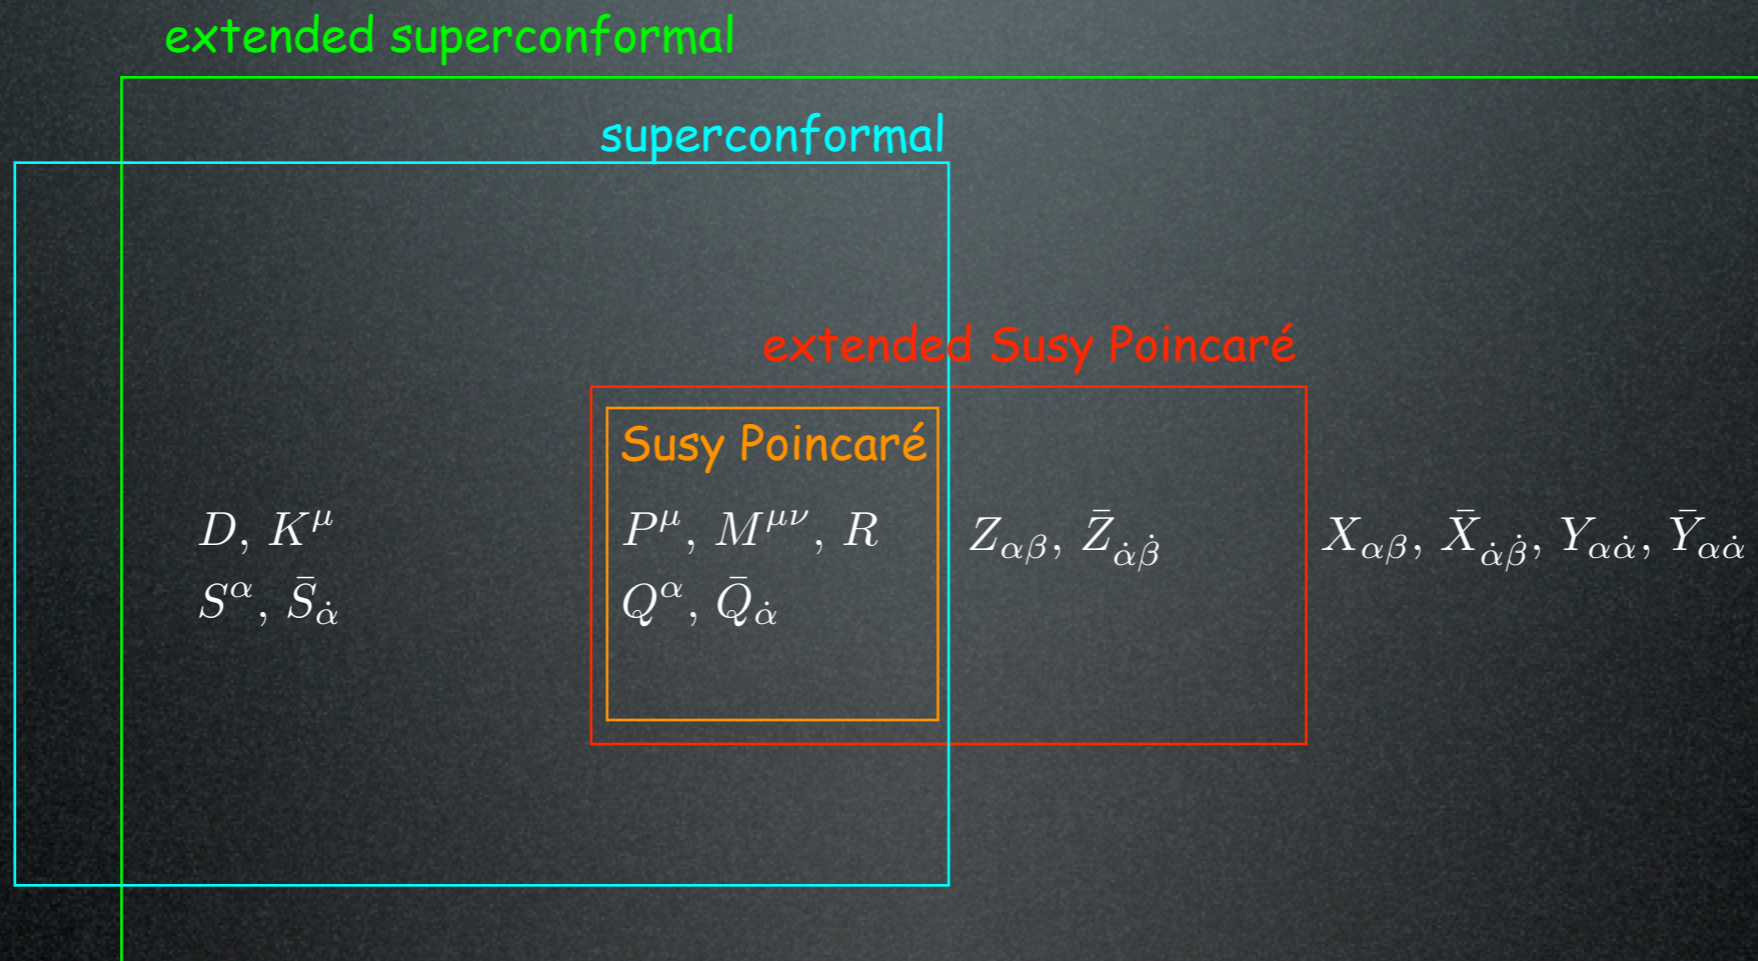 extended superconformal
superconformal
extended Susy Poincaré
Susy Poincaré
D, K^μ
S^α, S̄_α̇
P^μ, M^μν, R
Q^α, Q̄_α̇
Z_αβ, Z̄_α̇β̇
X_αβ, X̄_α̇β̇, Y_αα̇, Ȳ_αα̇